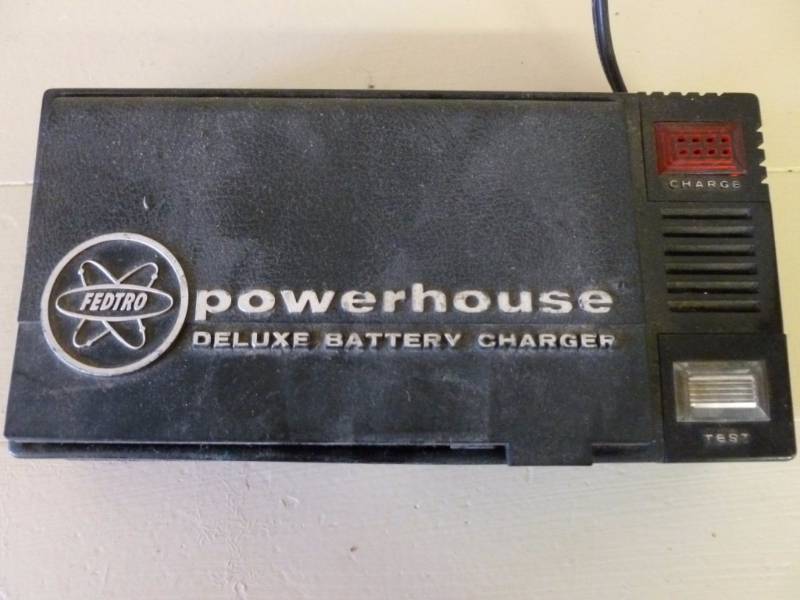 CHARGE
FEDTRO
powerhouse
DELUXE BATTERY CHARGER
TEST